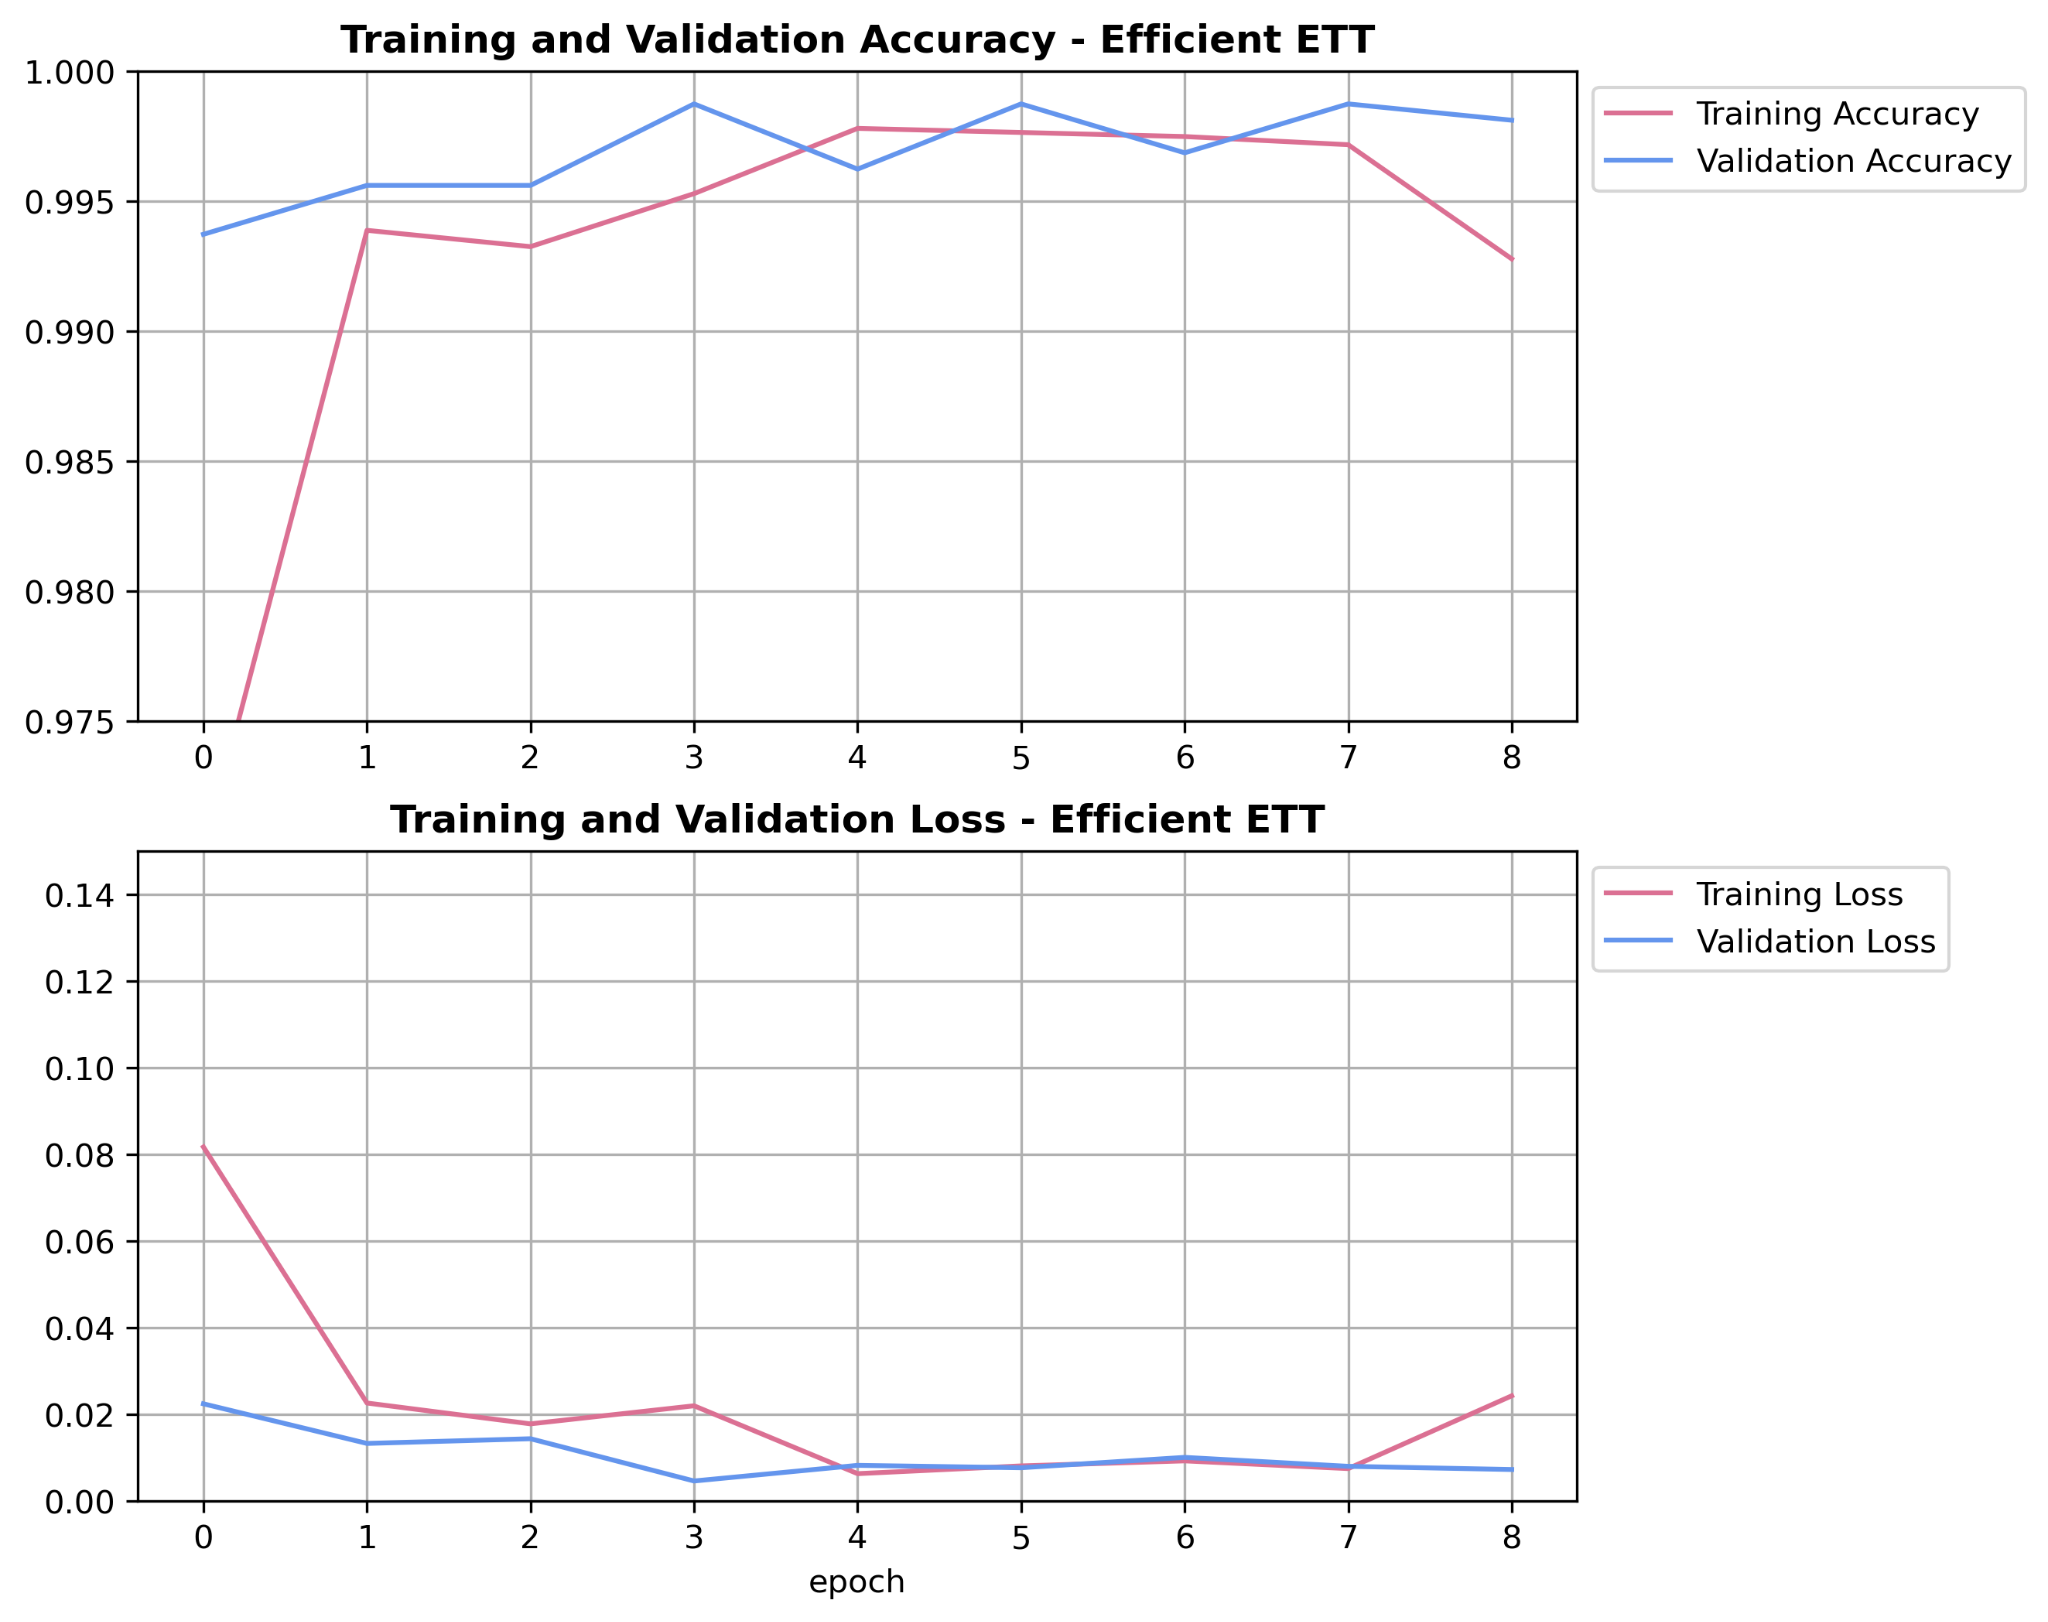 Training and Validation Accuracy - Efficient ETT
1.000
0.995
0.990
0.985
0.980
0.975
0 1 2 3 4 5 6 7 8
Training Accuracy
Validation Accuracy
Training and Validation Loss - Efficient ETT
0.14
0.12
0.10
0.08
0.06
0.04
0.02
0.00
0 1 2 3 4 5 6 7 8
epoch
Training Loss
Validation Loss